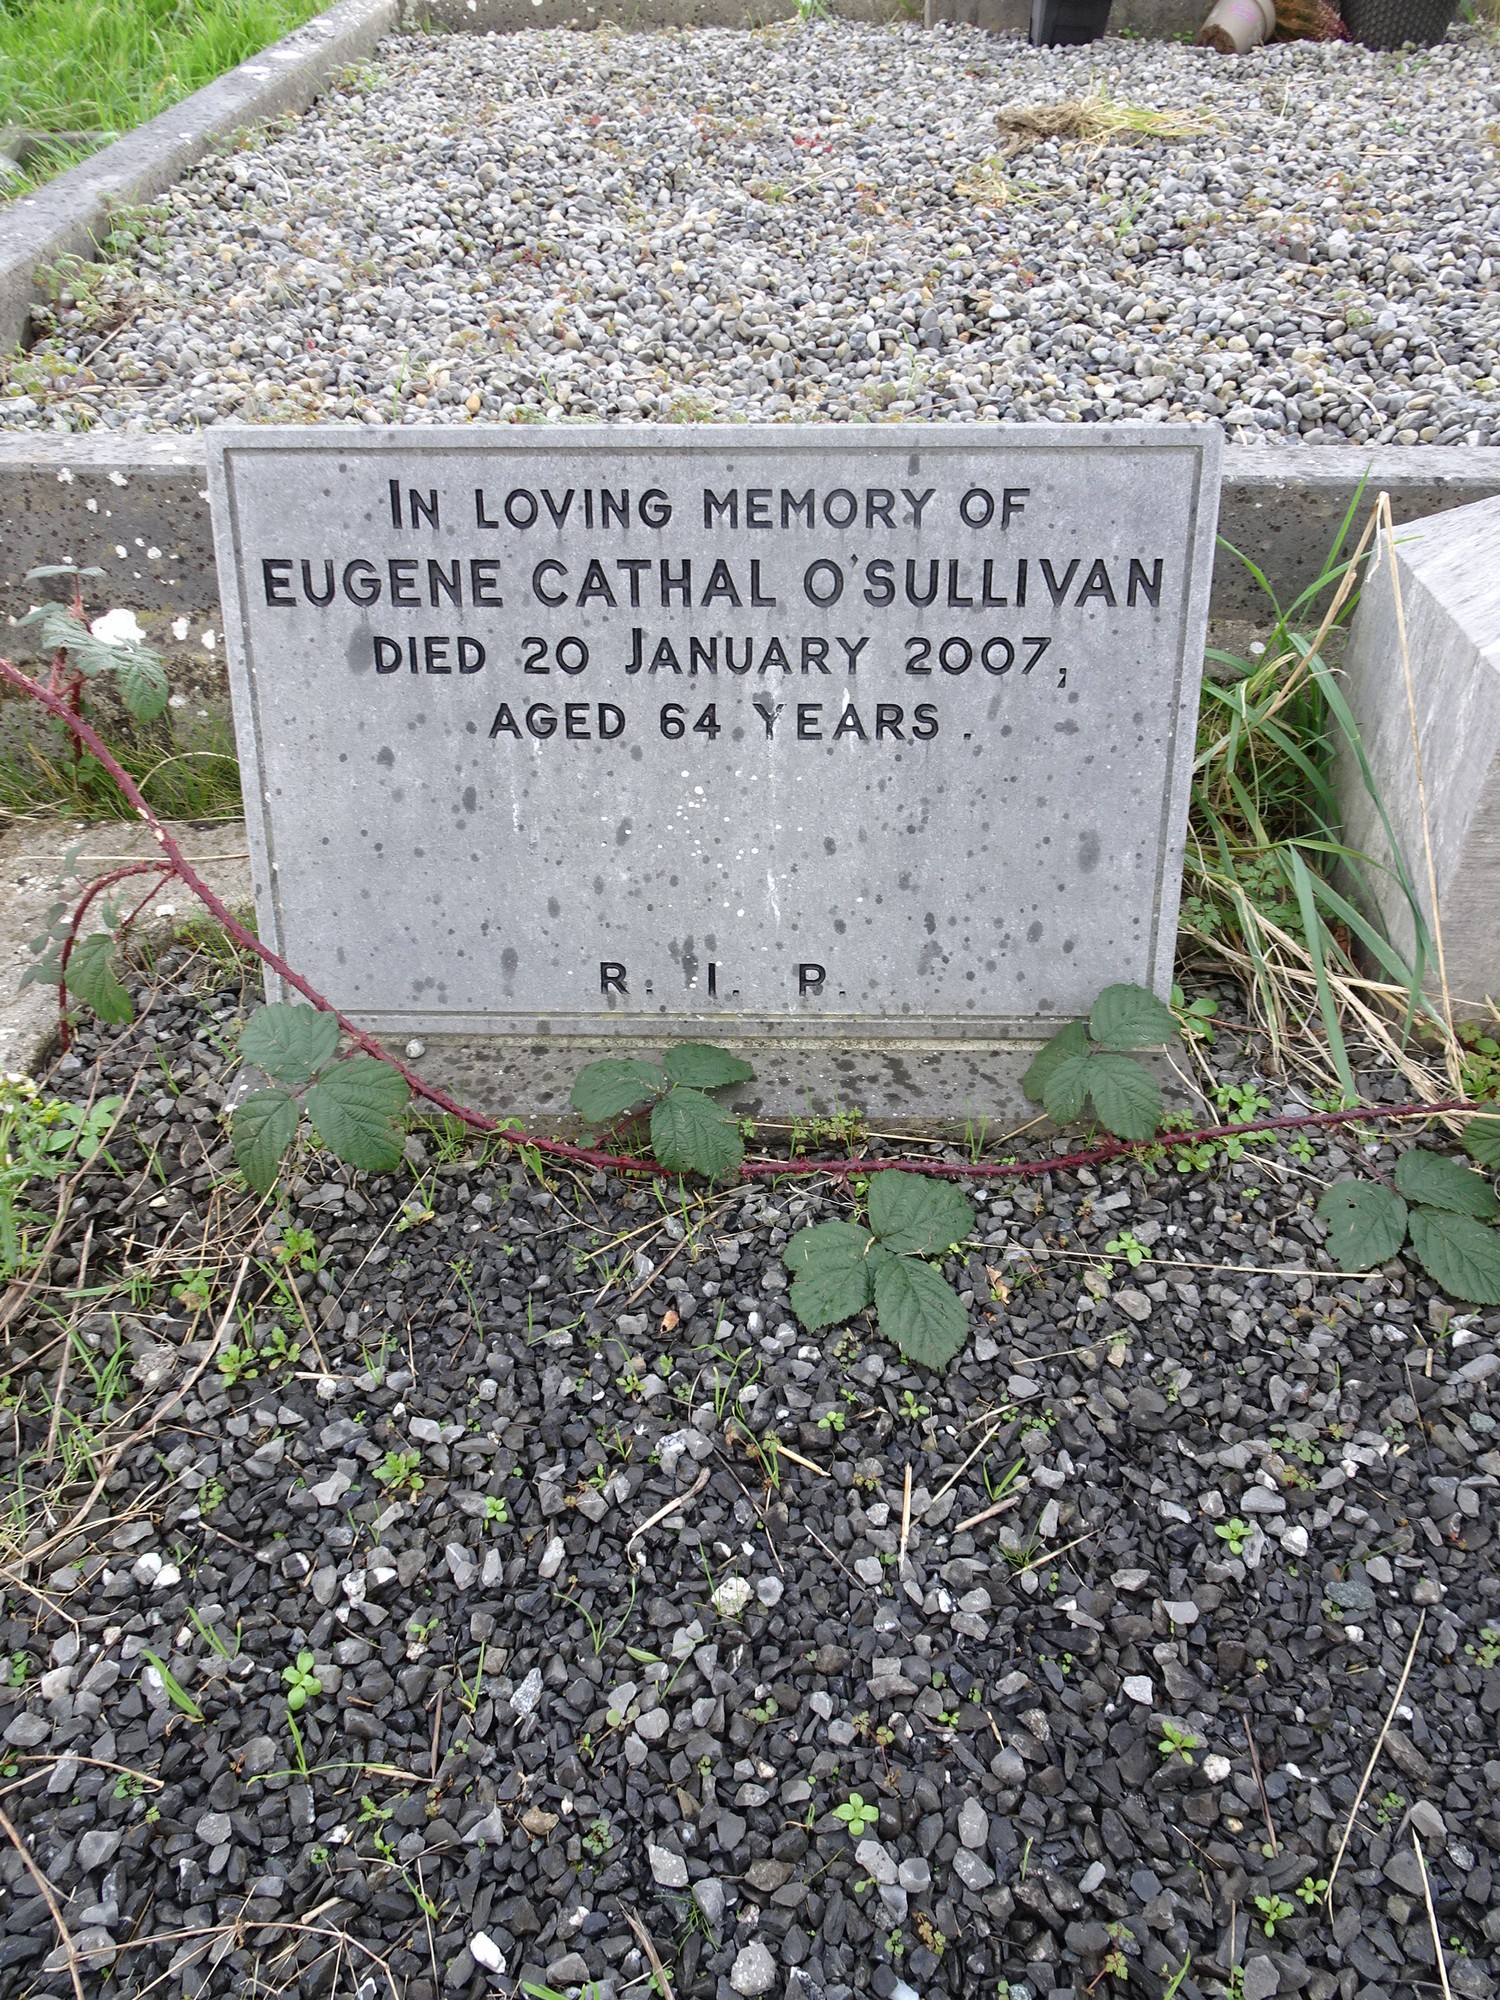 IN LOVING MEMORY OF
EUGENE CATHAL O'SULLIVAN
DIED 20 JANUARY 2007,
AGED 64 YEARS.
R. I. P.